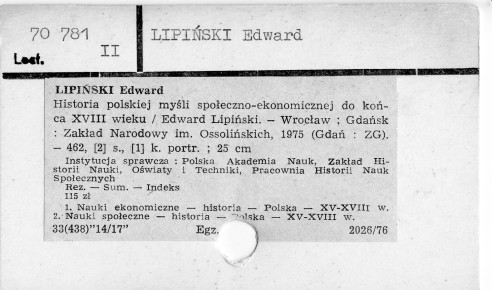 70 781
II
LIPIŃSKI Edward
Lect.
LIPIŃSKI Edward
Historia polskiej myśli społeczno-ekonomicznej do koń-
ca XVIII wieku / Edward Lipiński. – Wrocław ; Gdańsk
: Zakład Narodowy im. Ossolińskich, 1975 (Gdań : ZG).
– 462, [2] s., [1] k. portr. ; 25 cm
Instytucja sprawcza : Polska Akademia Nauk, Zakład Hi-
storii Nauki, Oświaty i Techniki, Pracownia Historii Nauk
Społecznych
Rez. — Sum. — Indeks
115 zł
1. Nauki ekonomiczne — historia — Polska — XV-XVIII w.
2. Nauki społeczne — historia — Polska — XV-XVIII w.
33(438)"14/17" Egz. 2026/76